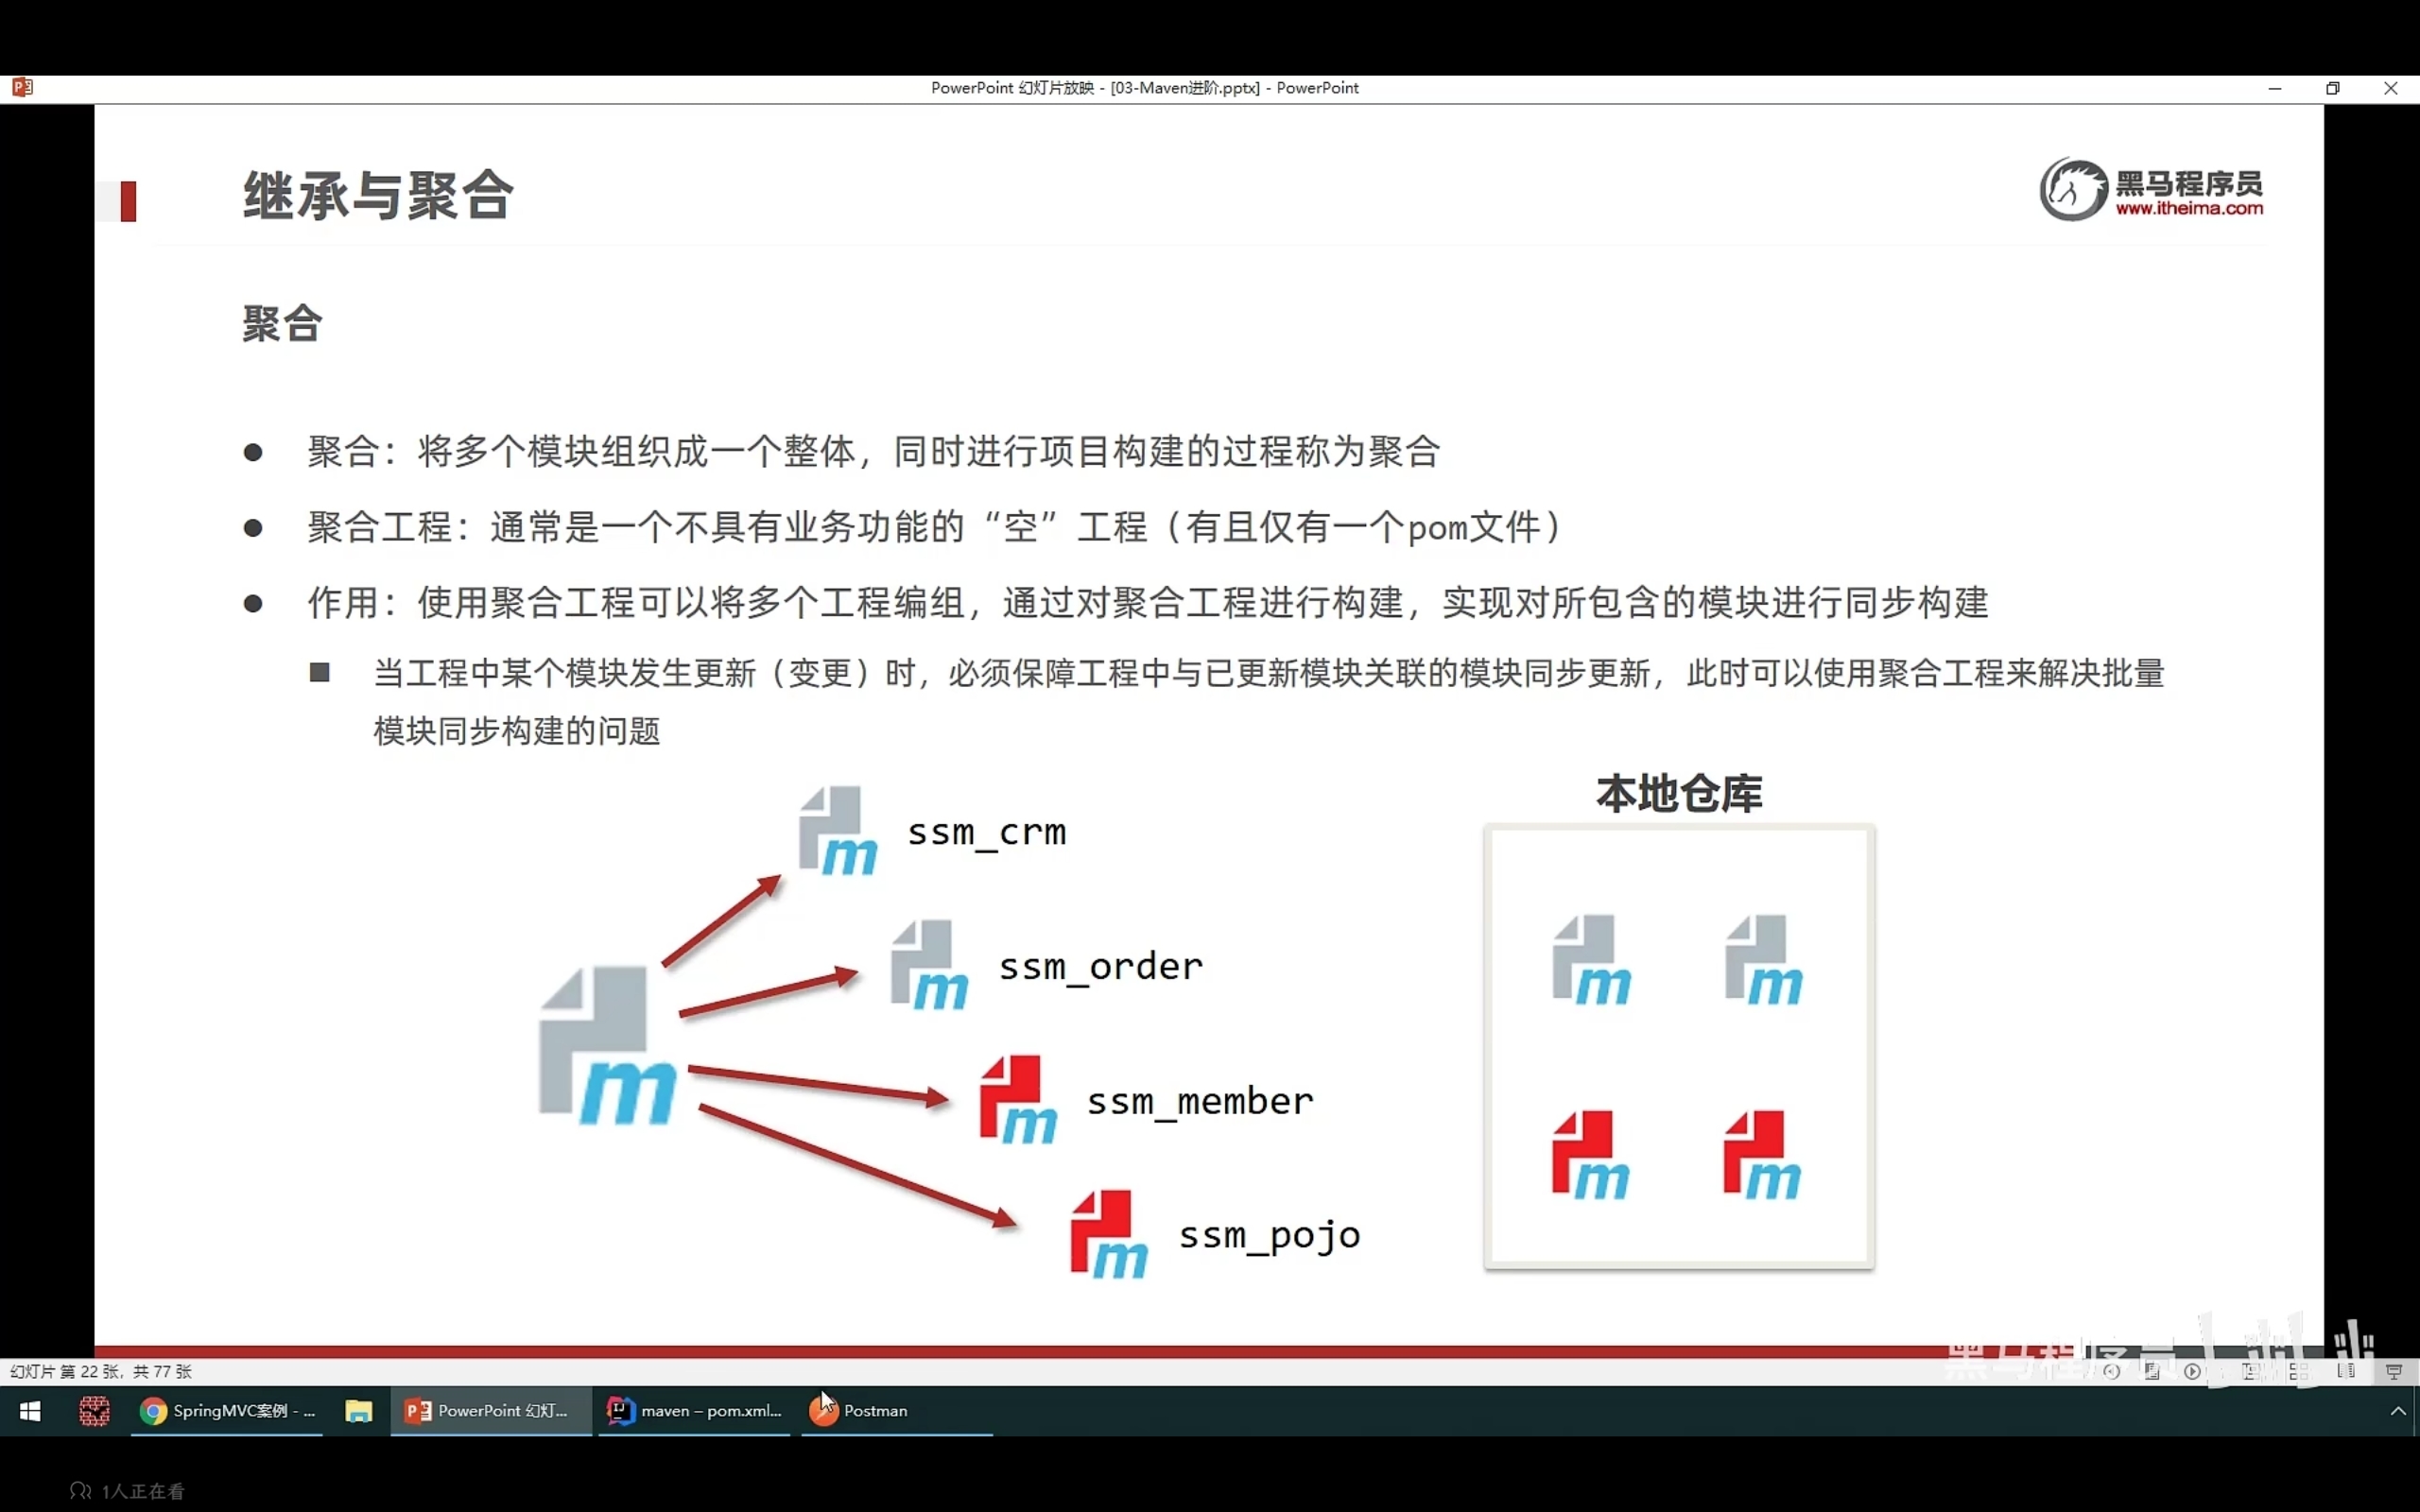 PowerPoint 幻灯片放映 - [03-Maven进阶.pptx] - PowerPoint
继承与聚合
黑马程序员
www.itheima.com
聚合
● 聚合：将多个模块组织成一个整体，同时进行项目构建的过程称为聚合
● 聚合工程：通常是一个不具有业务功能的“空”工程（有且仅有一个pom文件）
● 作用：使用聚合工程可以将多个工程编组，通过对聚合工程进行构建，实现对所包含的模块进行同步构建
■ 当工程中某个模块发生更新（变更）时，必须保障工程中与已更新模块关联的模块同步更新，此时可以使用聚合工程来解决批量
模块同步构建的问题
本地仓库
ssm_crm
ssm_order
ssm_member
ssm_pojo
黑马程序员
幻灯片 第 22 张，共 77 张
SpringMVC案例 - ...
PowerPoint 幻灯...
maven – pom.xml...
Postman
1人正在看